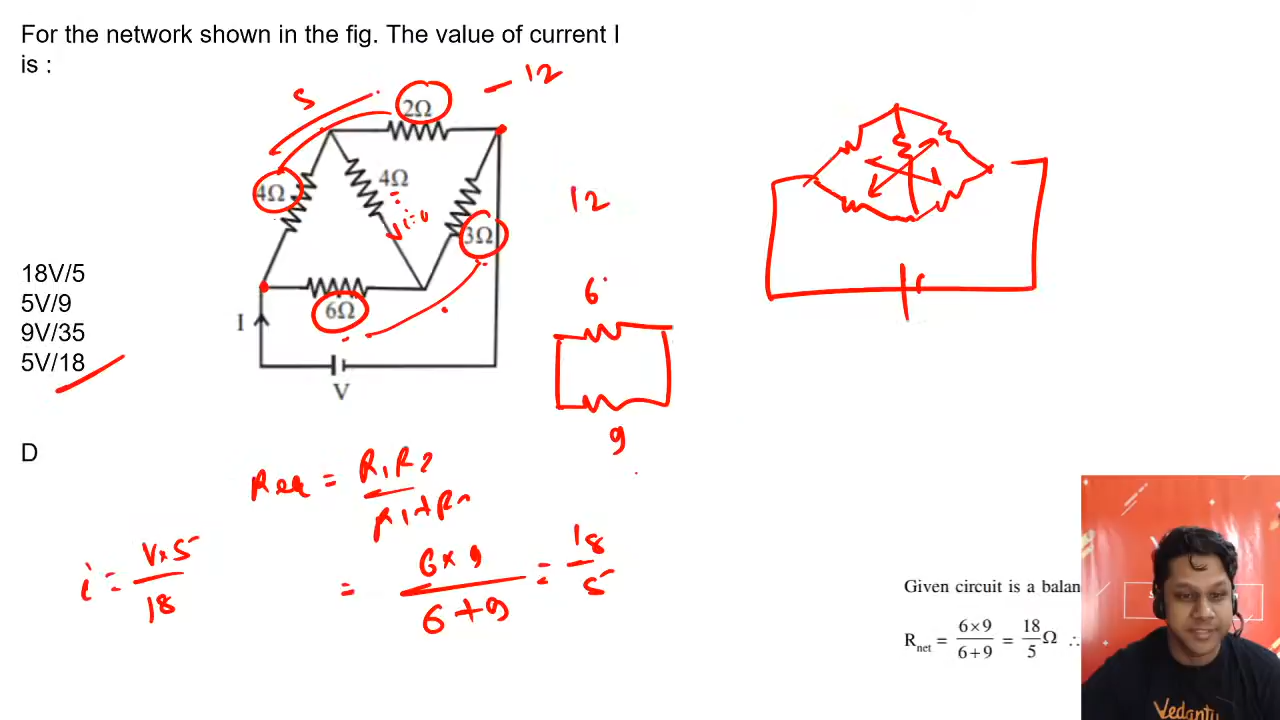 For the network shown in the fig. The value of current I
is :
S
2Ω
- 12
4Ω
4Ω
i=0
3Ω
6Ω
I
V
12
6
9
18V/5
5V/9
9V/35
5V/18
D
Req = R1R2
R1+R2
i = V×5
18
= 6×9 = 18
6+9 5
Given circuit is a balan
Rnet = 6×9 = 18 Ω ∴
6+9 5
Vedantu